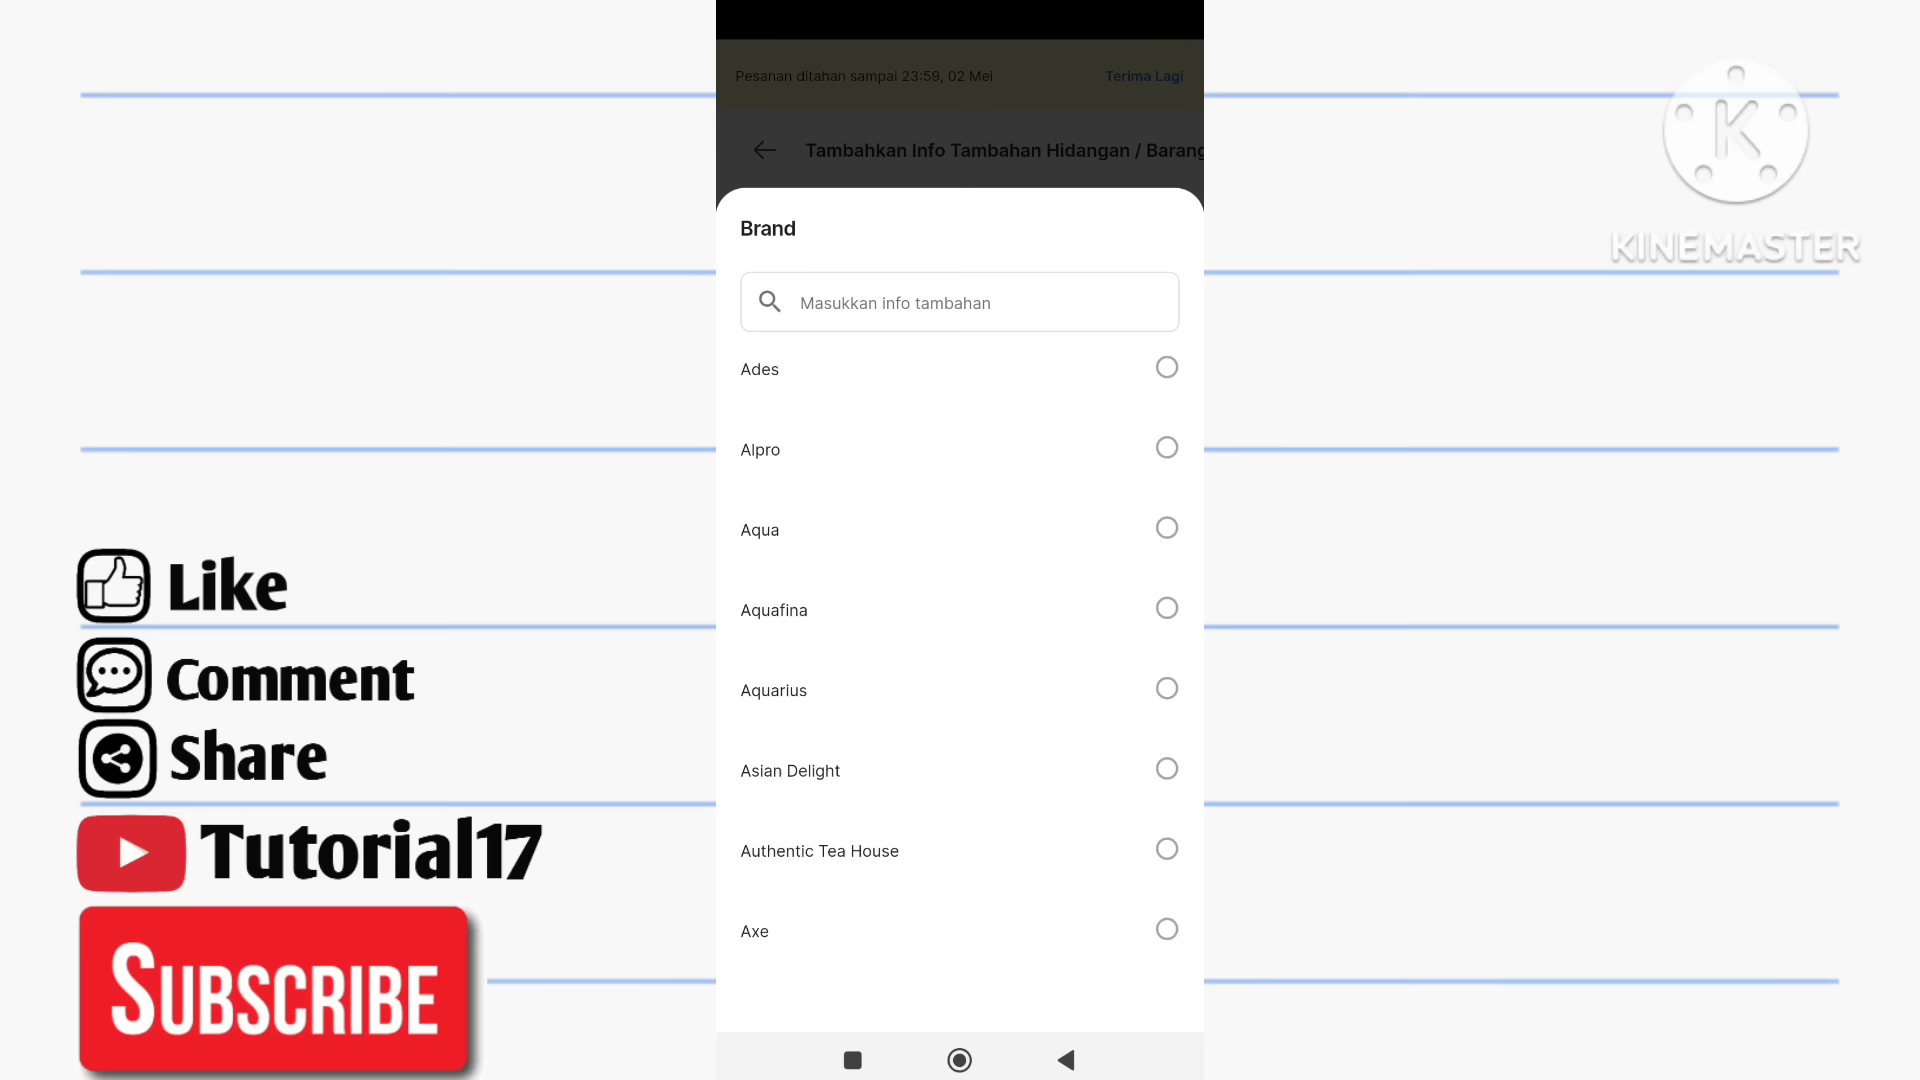 Pesanan ditahan sampai 23:59, 02 Mei
Terima Lagi
Tambahkan Info Tambahan Hidangan / Barang
Brand
Masukkan info tambahan
Ades
Alpro
Aqua
Aquafina
Aquarius
Asian Delight
Authentic Tea House
Axe
K
KINEMASTER
Like
Comment
Share
Tutorial17
SUBSCRIBE